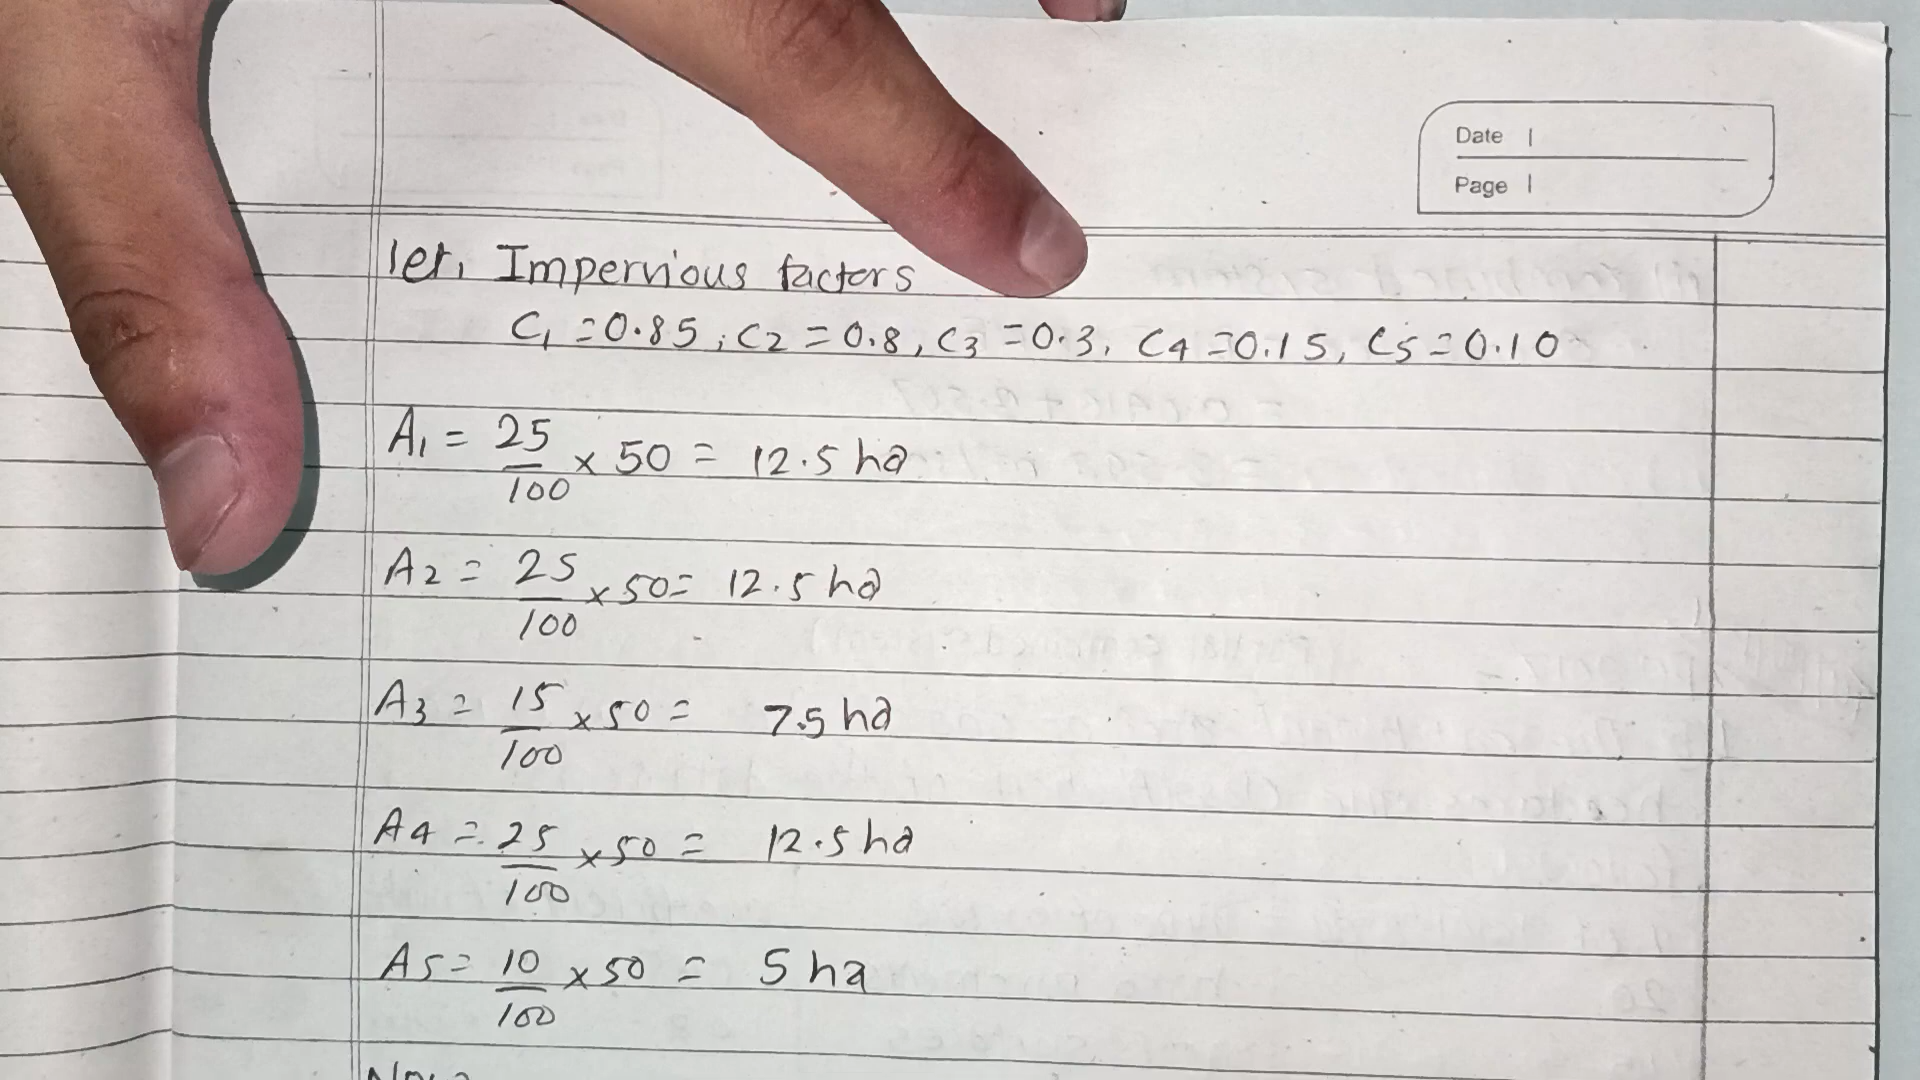 Date
Page
let, Impervious factors
C1 = 0.85, C2 = 0.8, C3 = 0.3, C4 = 0.15, C5 = 0.10
A1 = 25/100 x 50 = 12.5 ha
A2 = 25/100 x 50 = 12.5 ha
A3 = 15/100 x 50 = 7.5 ha
A4 = 25/100 x 50 = 12.5 ha
A5 = 10/100 x 50 = 5 ha